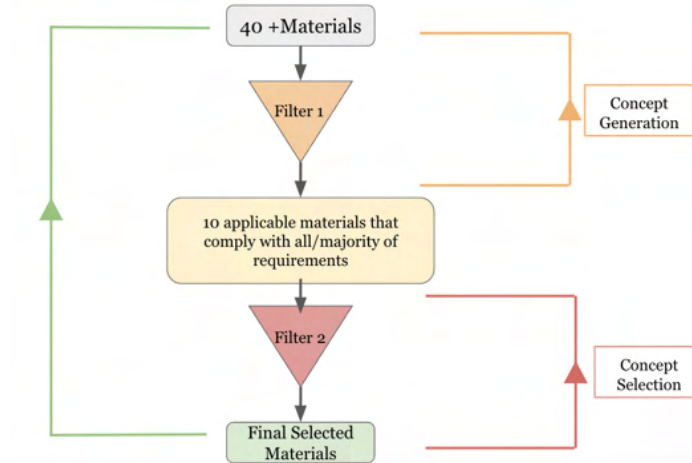 40 +Materials
Filter 1
Concept
Generation
10 applicable materials that
comply with all/majority of
requirements
Filter 2
Concept
Selection
Final Selected
Materials